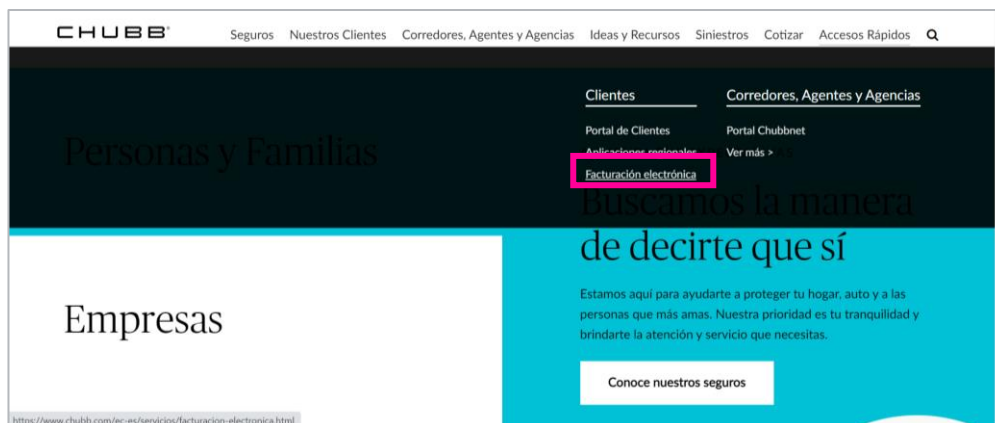 CHUBB
Seguros Nuestros Clientes Corredores, Agentes y Agencias Ideas y Recursos Siniestros Cotizar Accesos Rápidos
Clientes
Portal de Clientes
Aplicaciones regionales
Facturación electrónica
Corredores, Agentes y Agencias
Portal Chubbnet
Ver más >
Personas y Familias
Buscamos la manera
de decirte que sí
Estamos aquí para ayudarte a proteger tu hogar, auto y a las
personas que más amas. Nuestra prioridad es tu tranquilidad y
brindarte la atención y servicio que necesitas.
Conoce nuestros seguros
Empresas
https://www.chubb.com/ec-es/servicios/facturacion-electronica.html